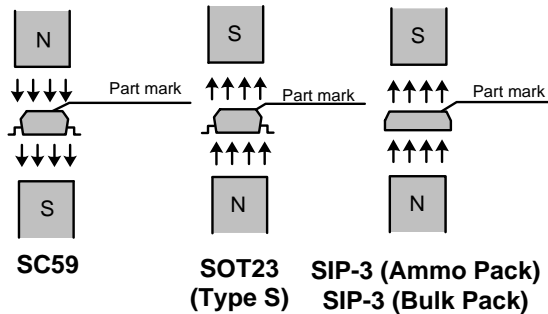 N
Part mark
S
SC59
S
Part mark
N
SOT23
(Type S)
S
Part mark
N
SIP-3 (Ammo Pack)
SIP-3 (Bulk Pack)